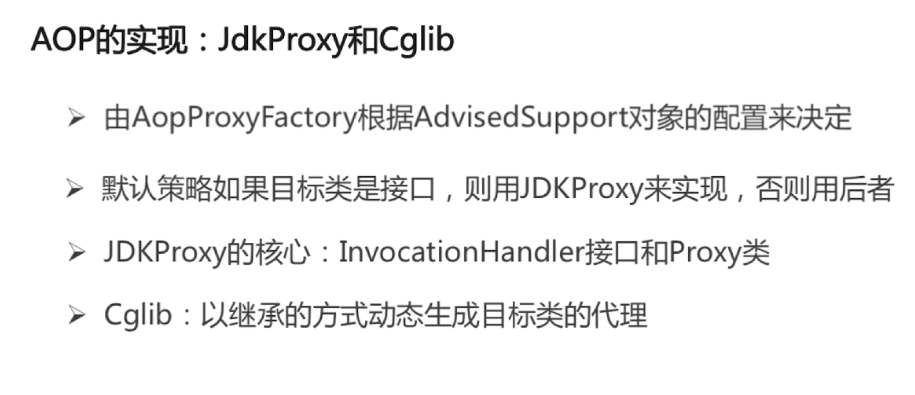 AOP的实现：JdkProxy和Cglib
➢ 由AopProxyFactory根据AdvisedSupport对象的配置来决定
➢ 默认策略如果目标类是接口，则用JDKProxy来实现，否则用后者
➢ JDKProxy的核心：InvocationHandler接口和Proxy类
➢ Cglib：以继承的方式动态生成目标类的代理